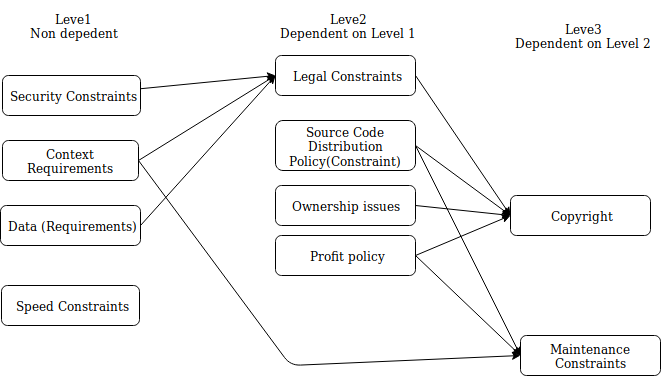 Leve1
Non depedent
Leve2
Dependent on Level 1
Leve3
Dependent on Level 2
Security Constraints
Context
Requirements
Data (Requirements)
Speed Constraints
Legal Constraints
Source Code
Distribution
Policy(Constraint)
Ownership issues
Profit policy
Copyright
Maintenance
Constraints